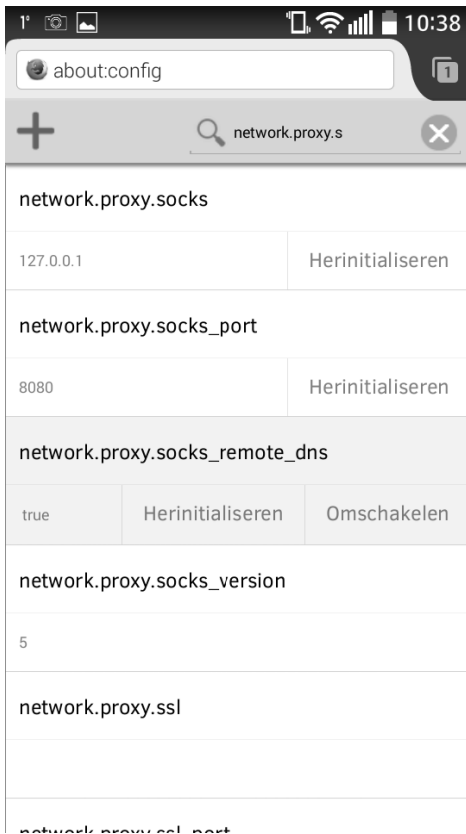 1° 10:38
about:config 1
network.proxy.s
network.proxy.socks
127.0.0.1 Herinitialiseren
network.proxy.socks_port
8080 Herinitialiseren
network.proxy.socks_remote_dns
true Herinitialiseren Omschakelen
network.proxy.socks_version
5
network.proxy.ssl
network.proxy.ssl_port